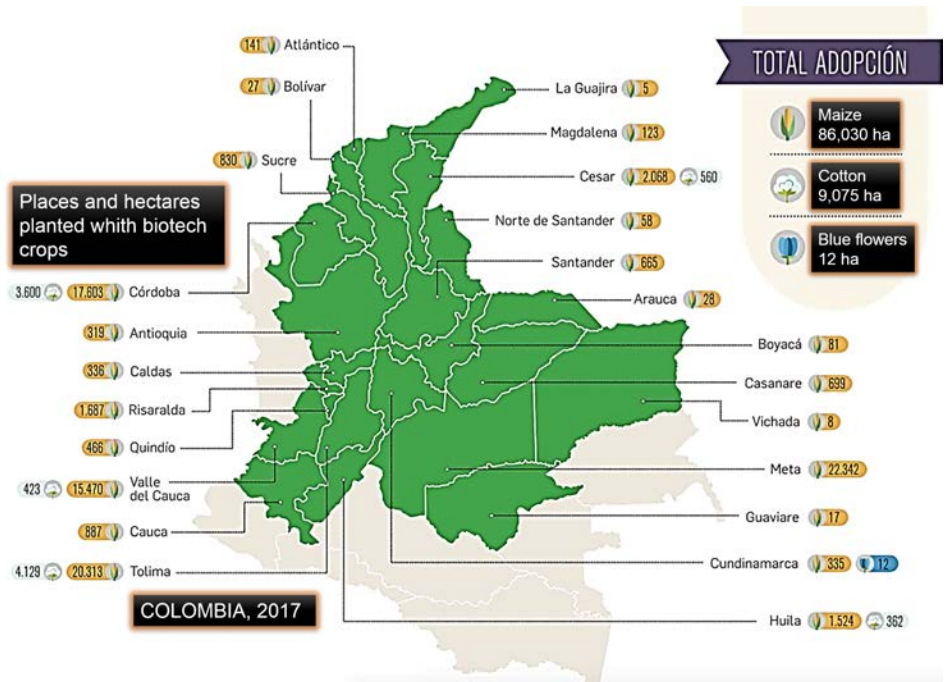 TOTAL ADOPCIÓN
Maize
86,030 ha
Cotton
9,075 ha
Blue flowers
12 ha
Places and hectares
planted whith biotech
crops
141 Atlántico
27 Bolívar
830 Sucre
3.600 17.603 Córdoba
319 Antioquia
336 Caldas
1.687 Risaralda
466 Quindío
423 15.470 Valle
del Cauca
887 Cauca
4.129 20.313 Tolima
COLOMBIA, 2017
La Guajira 5
Magdalena 123
Cesar 2.068 560
Norte de Santander 58
Santander 665
Arauca 28
Boyacá 81
Casanare 699
Vichada 8
Meta 22.342
Guaviare 17
Cundinamarca 335 12
Huila 1.524 362